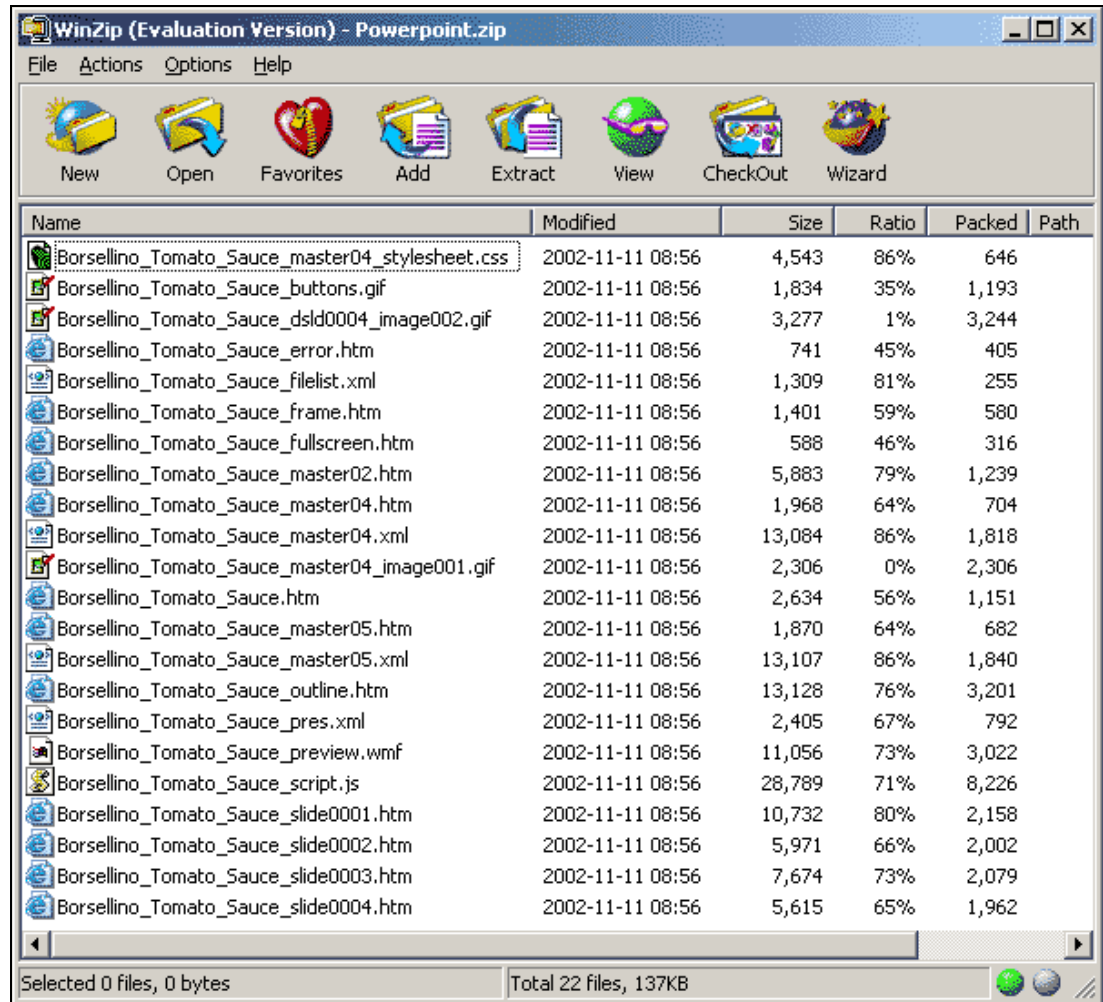 WinZip (Evaluation Version) - Powerpoint.zip
File Actions Options Help
New Open Favorites Add Extract View CheckOut Wizard
Name Modified Size Ratio Packed Path
Borsellino_Tomato_Sauce_master04_stylesheet.css 2002-11-11 08:56 4,543 86% 646
Borsellino_Tomato_Sauce_buttons.gif 2002-11-11 08:56 1,834 35% 1,193
Borsellino_Tomato_Sauce_dsld0004_image002.gif 2002-11-11 08:56 3,277 1% 3,244
Borsellino_Tomato_Sauce_error.htm 2002-11-11 08:56 741 45% 405
Borsellino_Tomato_Sauce_filelist.xml 2002-11-11 08:56 1,309 81% 255
Borsellino_Tomato_Sauce_frame.htm 2002-11-11 08:56 1,401 59% 580
Borsellino_Tomato_Sauce_fullscreen.htm 2002-11-11 08:56 588 46% 316
Borsellino_Tomato_Sauce_master02.htm 2002-11-11 08:56 5,883 79% 1,239
Borsellino_Tomato_Sauce_master04.htm 2002-11-11 08:56 1,968 64% 704
Borsellino_Tomato_Sauce_master04.xml 2002-11-11 08:56 13,084 86% 1,818
Borsellino_Tomato_Sauce_master04_image001.gif 2002-11-11 08:56 2,306 0% 2,306
Borsellino_Tomato_Sauce.htm 2002-11-11 08:56 2,634 56% 1,151
Borsellino_Tomato_Sauce_master05.htm 2002-11-11 08:56 1,870 64% 682
Borsellino_Tomato_Sauce_master05.xml 2002-11-11 08:56 13,107 86% 1,840
Borsellino_Tomato_Sauce_outline.htm 2002-11-11 08:56 13,128 76% 3,201
Borsellino_Tomato_Sauce_pres.xml 2002-11-11 08:56 2,405 67% 792
Borsellino_Tomato_Sauce_preview.wmf 2002-11-11 08:56 11,056 73% 3,022
Borsellino_Tomato_Sauce_script.js 2002-11-11 08:56 28,789 71% 8,226
Borsellino_Tomato_Sauce_slide0001.htm 2002-11-11 08:56 10,732 80% 2,158
Borsellino_Tomato_Sauce_slide0002.htm 2002-11-11 08:56 5,971 66% 2,002
Borsellino_Tomato_Sauce_slide0003.htm 2002-11-11 08:56 7,674 73% 2,079
Borsellino_Tomato_Sauce_slide0004.htm 2002-11-11 08:56 5,615 65% 1,962
Selected 0 files, 0 bytes Total 22 files, 137KB